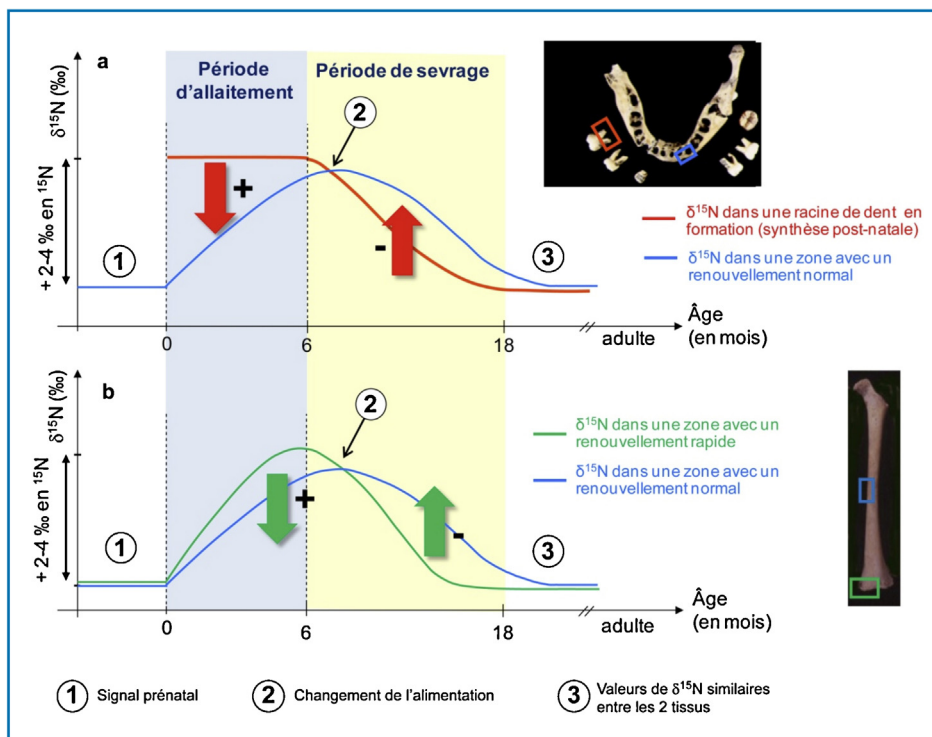 a
Période
d'allaitement
Période de sevrage
δ¹⁵N (‰)
+ 2-4 ‰ en ¹⁵N
2
+
-
1
3
δ¹⁵N dans une racine de dent en
formation (synthèse post-natale)
δ¹⁵N dans une zone avec un
renouvellement normal
0
6
18
adulte
Âge
(en mois)
b
δ¹⁵N (‰)
+ 2-4 ‰ en ¹⁵N
2
+
-
1
3
δ¹⁵N dans une zone avec un
renouvellement rapide
δ¹⁵N dans une zone avec un
renouvellement normal
0
6
18
adulte
Âge
(en mois)
1 Signal prénatal
2 Changement de l'alimentation
3 Valeurs de δ¹⁵N similaires
entre les 2 tissus